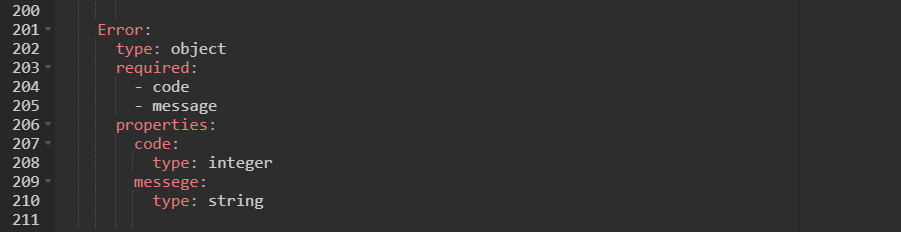 200
201 Error:
202 type: object
203 required:
204 - code
205 - message
206 properties:
207 code:
208 type: integer
209 messege:
210 type: string
211